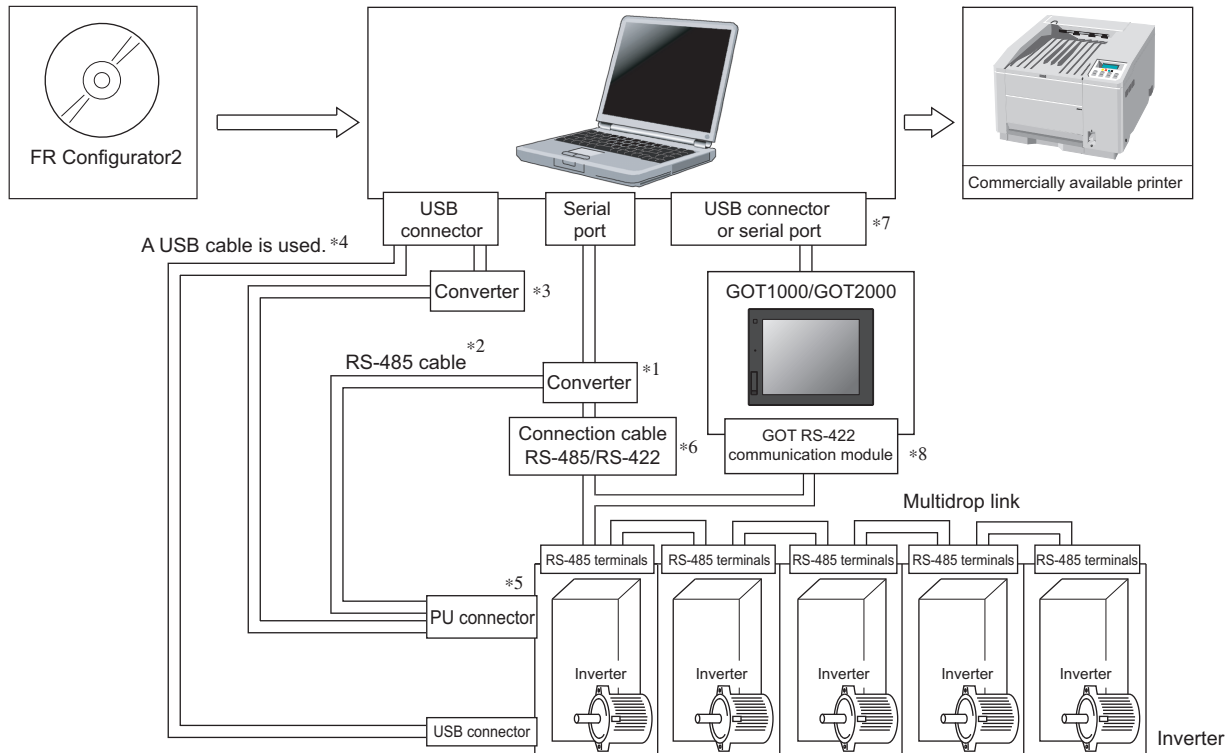 FR Configurator2
Commercially available printer
USB
connector
Serial
port
USB connector
or serial port
*7
A USB cable is used. *4
Converter *3
GOT1000/GOT2000
RS-485 cable *2
Converter *1
Connection cable
RS-485/RS-422
*6
GOT RS-422
communication module
*8
Multidrop link
RS-485 terminals
RS-485 terminals
RS-485 terminals
RS-485 terminals
RS-485 terminals
*5
PU connector
Inverter
Inverter
Inverter
Inverter
Inverter
USB connector
Inverter